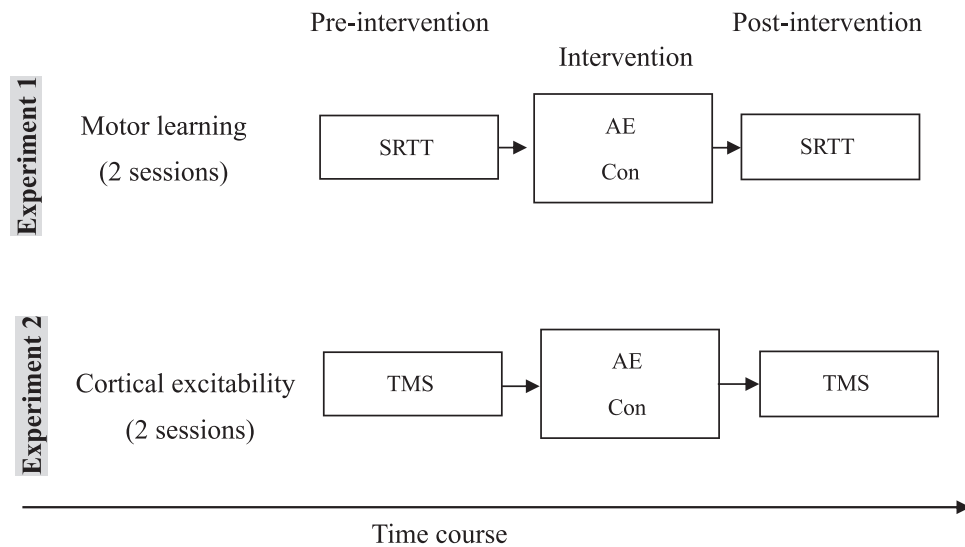 Pre-intervention
Intervention
Post-intervention
Experiment 1
Motor learning
(2 sessions)
SRTT
AE
Con
SRTT
Experiment 2
Cortical excitability
(2 sessions)
TMS
AE
Con
TMS
Time course